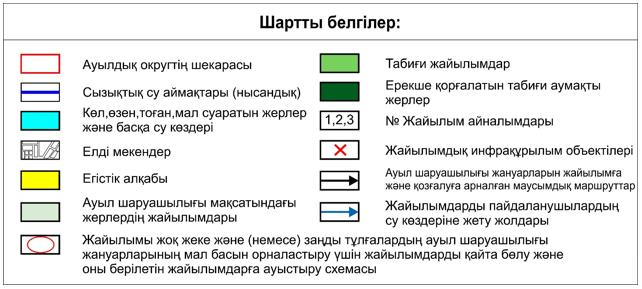 Шартты белгілер:
Ауылдық округтің шекарасы
Сызықтық су аймақтары (нысандық)
Көл,өзен,тоған,мал суаратын жерлер
және басқа су көздері
Елді мекендер
Егістік алқабы
Ауыл шаруашылығы мақсатындағы
жерлердің жайылымдары
Табиғи жайылымдар
Ерекше қорғалатын табиғи аумақты
жерлер
1,2,3 № Жайылым айналымдары
Жайылымдық инфрақұрылым объектілері
Ауыл шаруашылығы жануарларын жайылымға
және қозғалуға арналған маусымдық маршруттар
Жайылымдарды пайдаланушылардың
су көздеріне жету жолдары
Жайылымы жоқ жеке және (немесе) заңды тұлғалардың ауыл шаруашылығы
жануарларының мал басын орналастыру үшін жайылымдарды қайта бөлу және
оны берілетін жайылымдарға ауыстыру схемасы